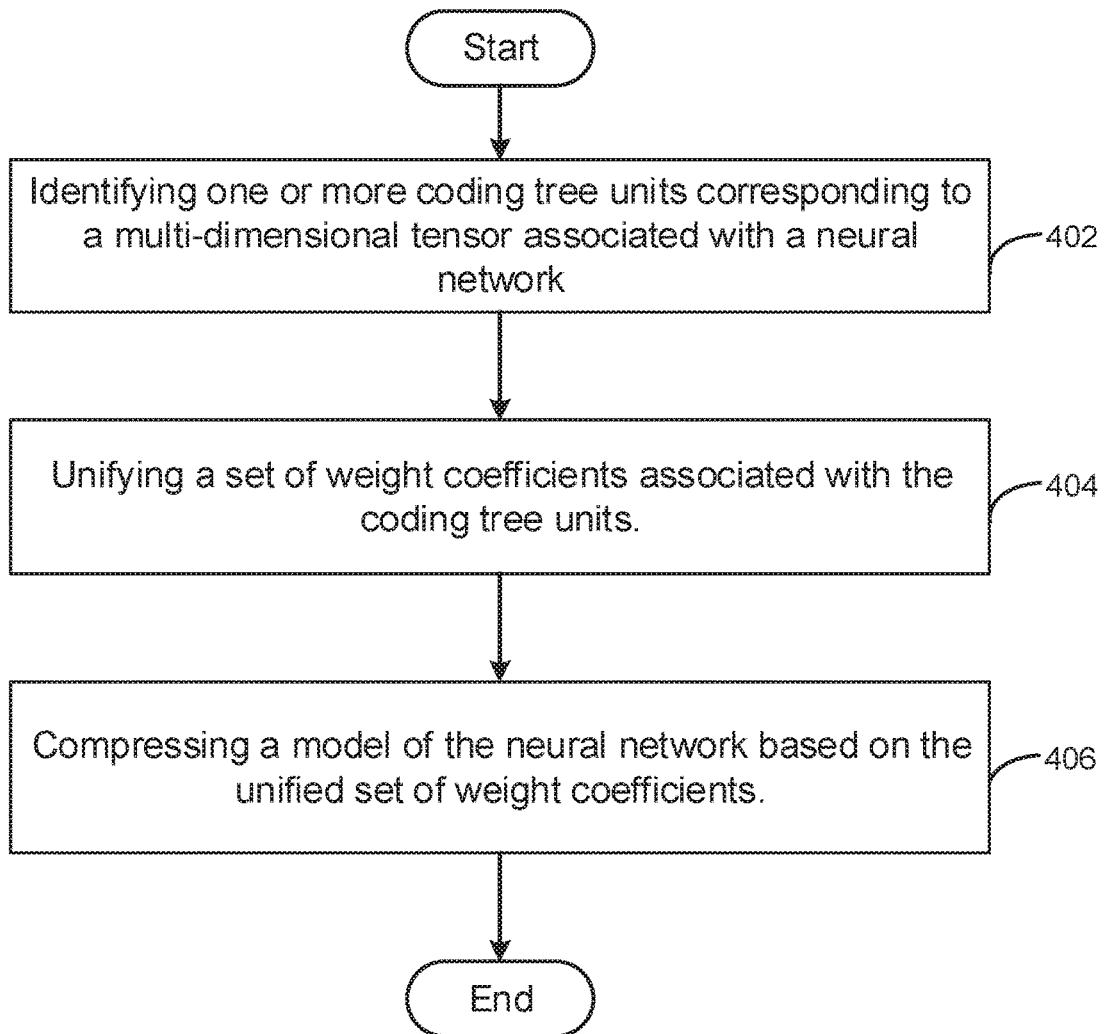 Start
Identifying one or more coding tree units corresponding to
a multi-dimensional tensor associated with a neural
network
402
Unifying a set of weight coefficients associated with the
coding tree units.
404
Compressing a model of the neural network based on the
unified set of weight coefficients.
406
End